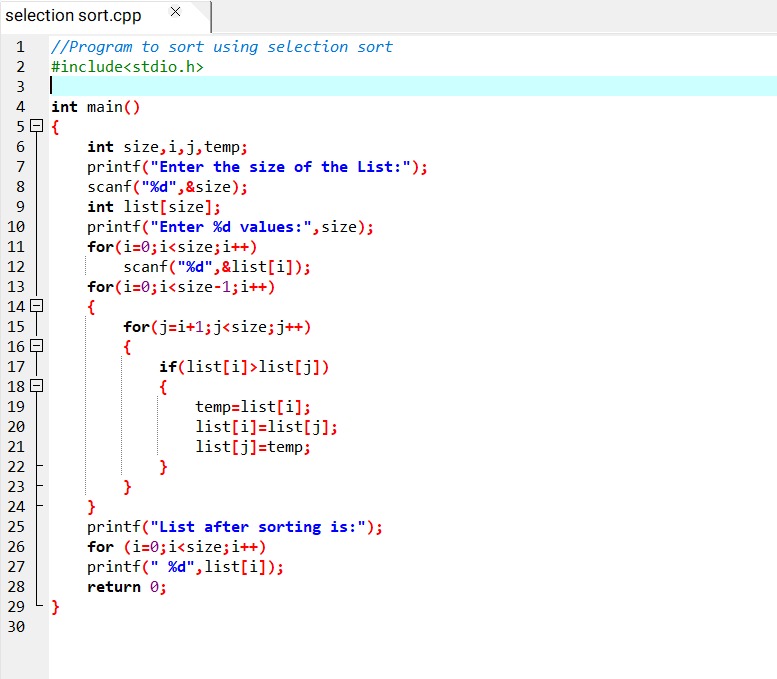 selection sort.cpp ×
1 //Program to sort using selection sort
2 #include<stdio.h>
3
4 int main()
5 {
6     int size,i,j,temp;
7     printf("Enter the size of the List:");
8     scanf("%d",&size);
9     int list[size];
10     printf("Enter %d values:",size);
11     for(i=0;i<size;i++)
12         scanf("%d",&list[i]);
13     for(i=0;i<size-1;i++)
14     {
15         for(j=i+1;j<size;j++)
16         {
17             if(list[i]>list[j])
18             {
19                 temp=list[i];
20                 list[i]=list[j];
21                 list[j]=temp;
22             }
23         }
24     }
25     printf("List after sorting is:");
26     for (i=0;i<size;i++)
27     printf(" %d",list[i]);
28     return 0;
29 }
30